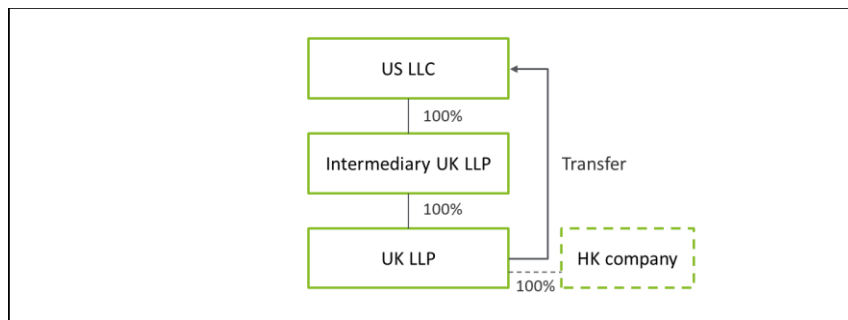 US LLC
100%
Intermediary UK LLP
Transfer
100%
UK LLP
HK company
100%